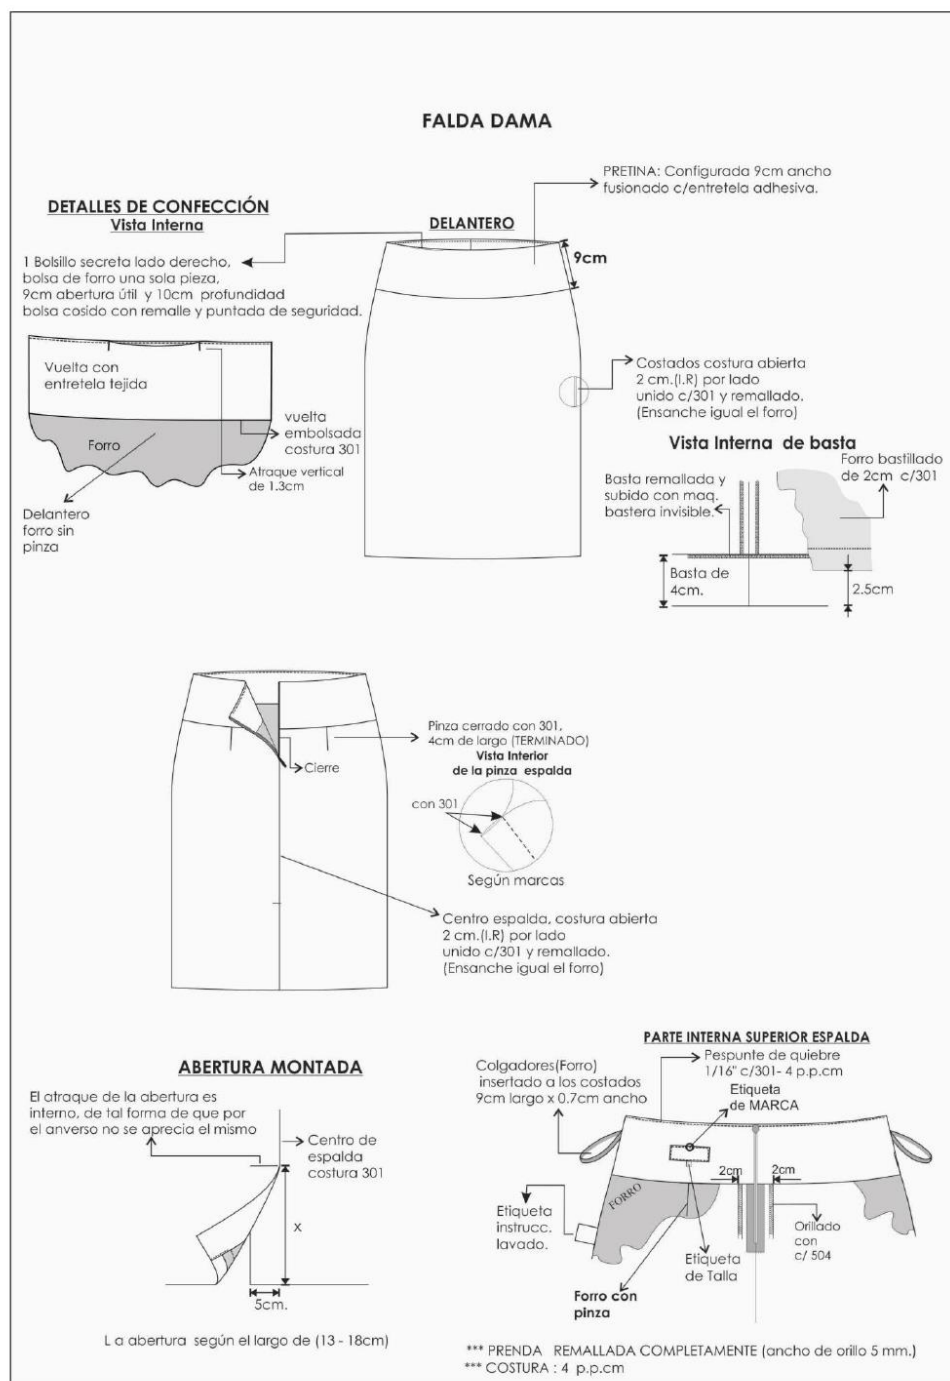 FALDA DAMA
PRETINA: Configurada 9cm ancho
fusionado c/entretela adhesiva.
DETALLES DE CONFECCIÓN
Vista Interna
DELANTERO
1 Bolsillo secreta lado derecho,
bolsa de forro una sola pieza,
9cm abertura útil y 10cm profundidad
bolsa cosido con remalle y puntada de seguridad.
9cm
Vuelta con
entretela tejida
Forro
vuelta
embolsada
costura 301
Atraque vertical
de 1.3cm
Delantero
forro sin
pinza
Costados costura abierta
2 cm.(I.R) por lado
unido c/301 y remallado.
(Ensanche igual el forro)
Vista Interna de basta
Forro bastillado
de 2cm c/301
Basta remallada y
subido con maq.
bastera invisible.
Basta de
4cm.
2.5cm
Pinza cerrado con 301,
4cm de largo (TERMINADO)
Vista Interior
de la pinza espalda
Cierre
con 301
Según marcas
Centro espalda, costura abierta
2 cm.(I.R) por lado
unido c/301 y remallado.
(Ensanche igual el forro)
ABERTURA MONTADA
El atraque de la abertura es
interno, de tal forma de que por
el anverso no se aprecia el mismo
Centro de
espalda
costura 301
x
5cm.
L a abertura según el largo de (13 - 18cm)
PARTE INTERNA SUPERIOR ESPALDA
Colgadores(Forro)
insertado a los costados
9cm largo x 0.7cm ancho
Pespunte de quiebre
1/16" c/301- 4 p.p.cm
Etiqueta
de MARCA
2cm
2cm
FORRO
Etiqueta
instrucc.
lavado.
Etiqueta
de Talla
Orillado
con
c/ 504
Forro con
pinza
*** PRENDA REMALLADA COMPLETAMENTE (ancho de orillo 5 mm.)
*** COSTURA : 4 p.p.cm